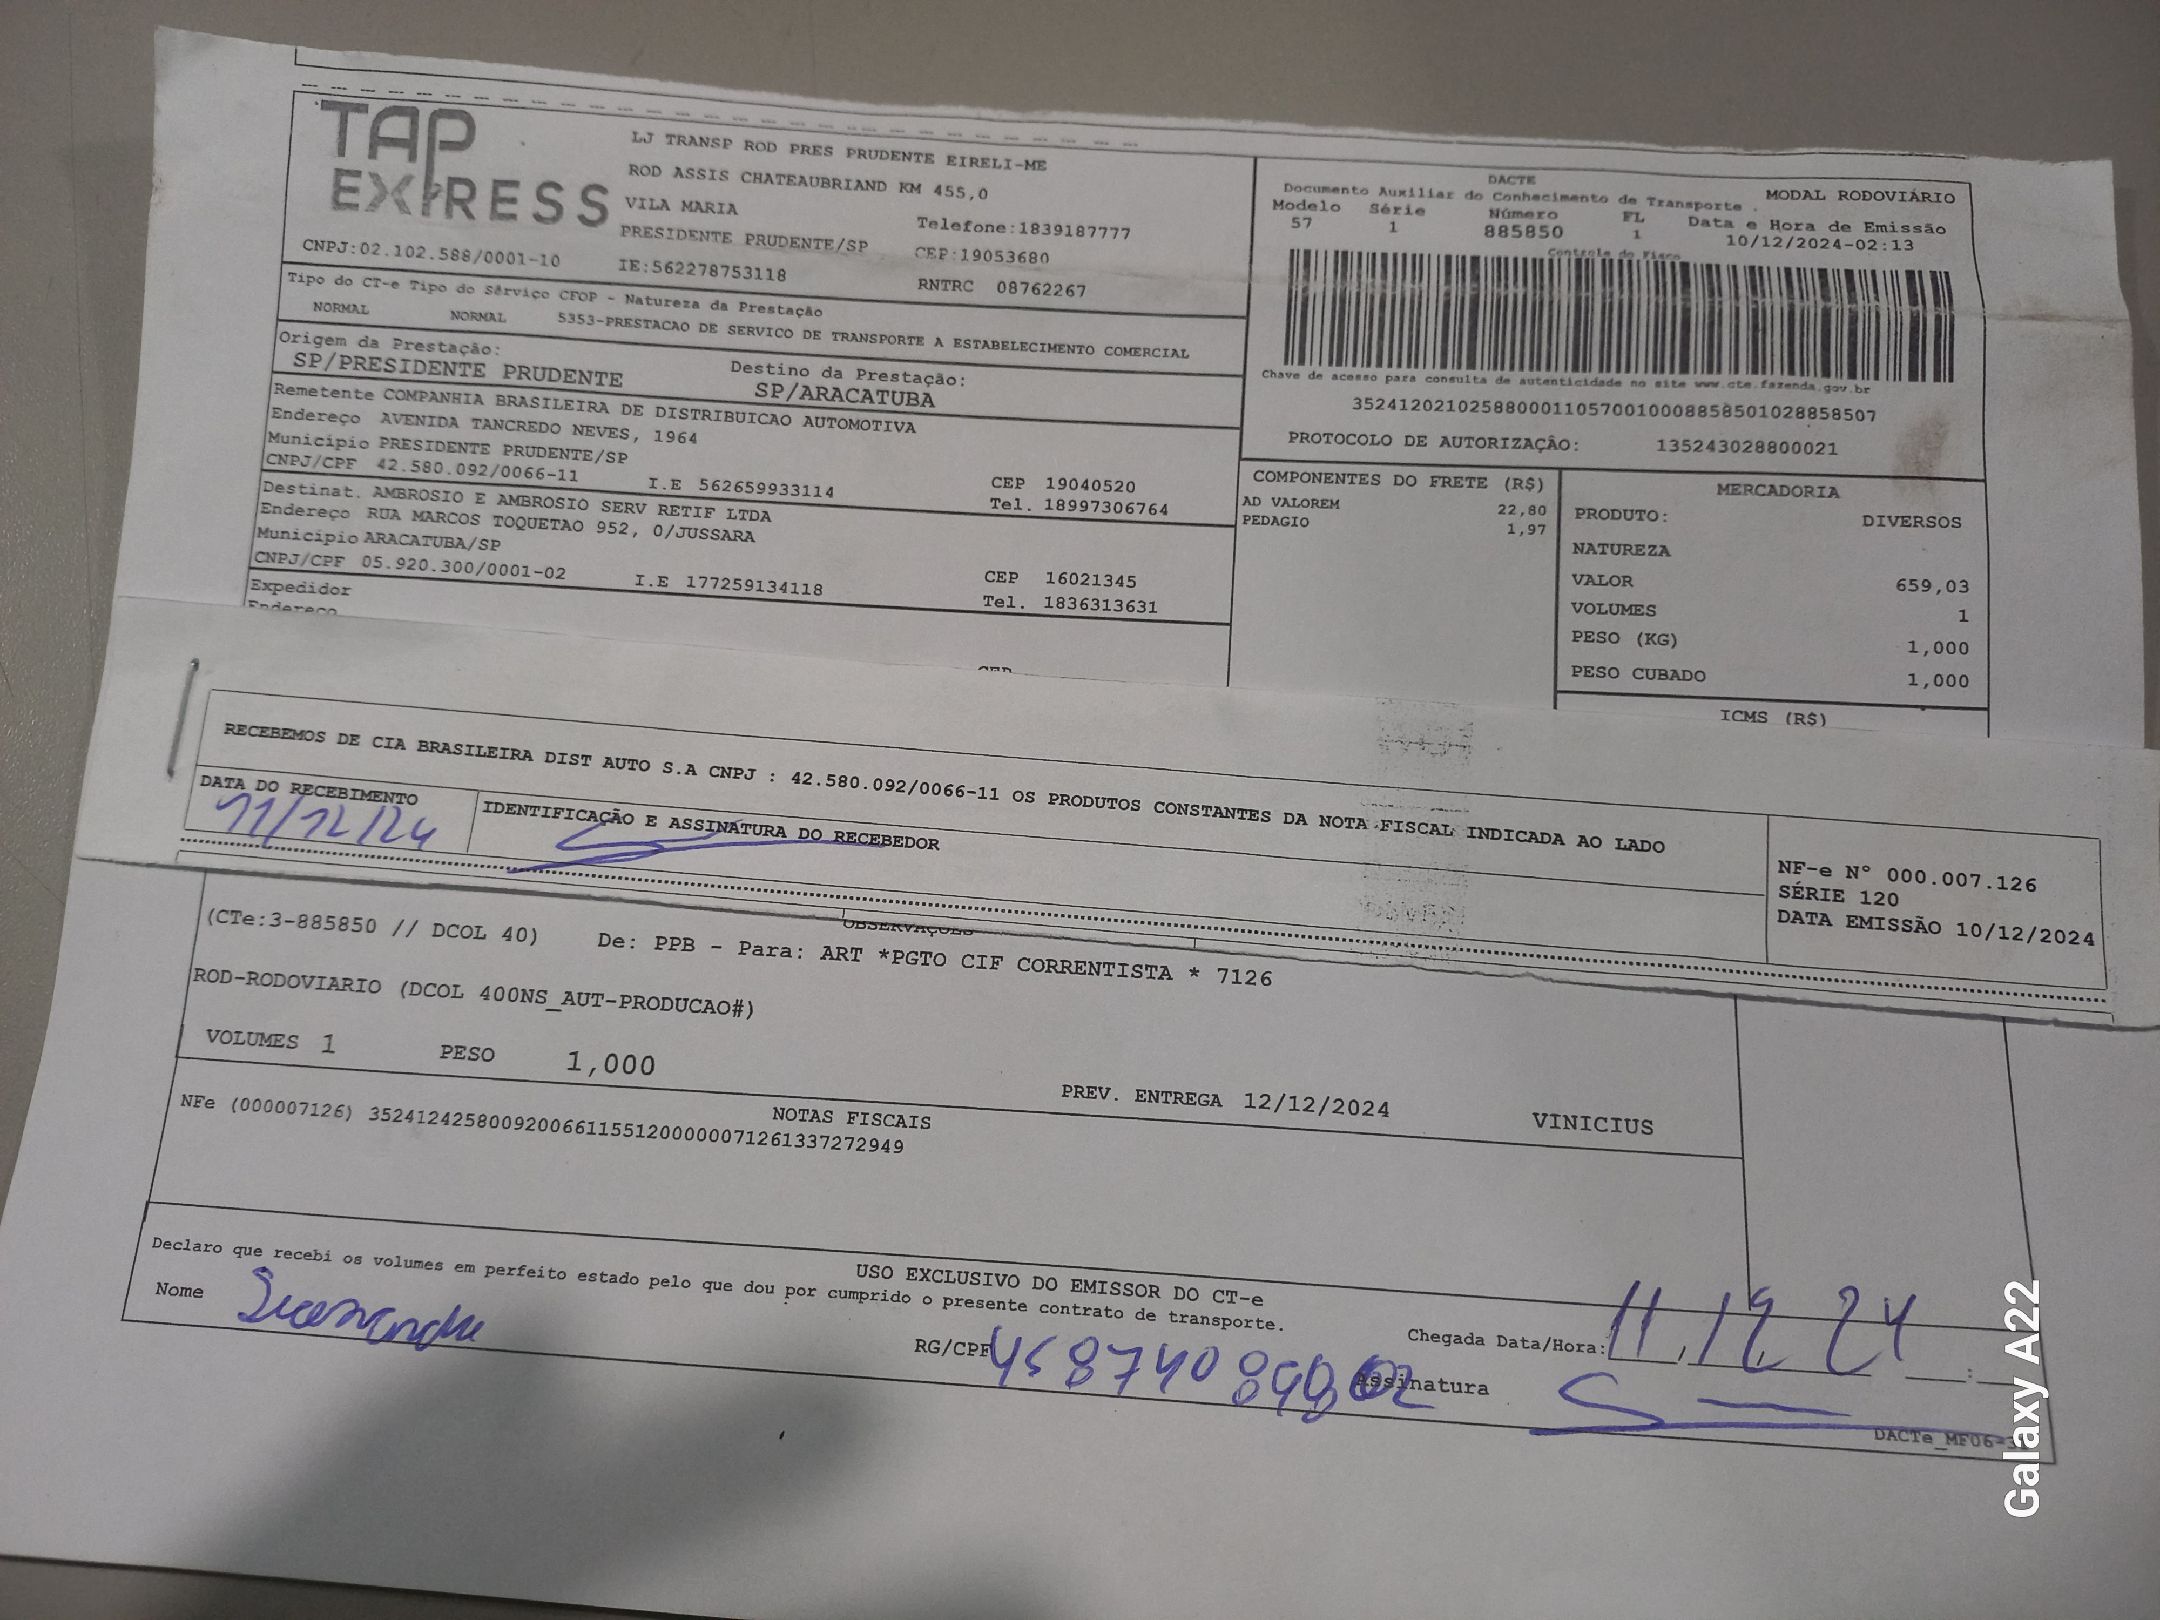 TAP
EXPRESS
CNPJ:02.102.588/0001-10
LJ TRANSP ROD PRES PRUDENTE EIRELI-ME
ROD ASSIS CHATEAUBRIAND KM 455,0
VILA MARIA
Telefone:1839187777
PRESIDENTE PRUDENTE/SP
CEP:19053680
IE:562278753118
RNTRC 08762267
DACTE
Documento Auxiliar do Conhecimento de Transporte .
MODAL RODOVIÁRIO
Modelo Série Número FL Data e Hora de Emissão
57 1 885850 1 10/12/2024-02:13
Controle do Fisco
Chave de acesso para consulta de autenticidade no site www.cte.fazenda.gov.br
35241202102588000110570010008858501028858507
PROTOCOLO DE AUTORIZAÇÃO: 135243028800021
Tipo do CT-e Tipo do Sêrviço CFOP - Natureza da Prestação
NORMAL NORMAL 5353-PRESTACAO DE SERVICO DE TRANSPORTE A ESTABELECIMENTO COMERCIAL
Origem da Prestação: Destino da Prestação:
SP/PRESIDENTE PRUDENTE SP/ARACATUBA
Remetente COMPANHIA BRASILEIRA DE DISTRIBUICAO AUTOMOTIVA
Endereço AVENIDA TANCREDO NEVES, 1964
Município PRESIDENTE PRUDENTE/SP CEP 19040520
CNPJ/CPF 42.580.092/0066-11 I.E 562659933114 Tel. 18997306764
Destinat. AMBROSIO E AMBROSIO SERV RETIF LTDA
Endereço RUA MARCOS TOQUETAO 952, 0/JUSSARA
Município ARACATUBA/SP CEP 16021345
CNPJ/CPF 05.920.300/0001-02 I.E 177259134118 Tel. 1836313631
Expedidor
Endereço
CEP
COMPONENTES DO FRETE (R$)
AD VALOREM 22,80
PEDAGIO 1,97
MERCADORIA
PRODUTO: DIVERSOS
NATUREZA
VALOR 659,03
VOLUMES 1
PESO (KG) 1,000
PESO CUBADO 1,000
ICMS (R$)
RECEBEMOS DE CIA BRASILEIRA DIST AUTO S.A CNPJ : 42.580.092/0066-11 OS PRODUTOS CONSTANTES DA NOTA FISCAL INDICADA AO LADO
DATA DO RECEBIMENTO
11/12/24
IDENTIFICAÇÃO E ASSINATURA DO RECEBEDOR
NF-e N° 000.007.126
SÉRIE 120
DATA EMISSÃO 10/12/2024
OBSERVAÇOES
(CTe:3-885850 // DCOL 40) De: PPB - Para: ART *PGTO CIF CORRENTISTA * 7126
ROD-RODOVIARIO (DCOL 400NS_AUT-PRODUCAO#)
VOLUMES 1 PESO 1,000 PREV. ENTREGA 12/12/2024 VINICIUS
NOTAS FISCAIS
NFe (000007126) 35241242580092006611551200000071261337272949
USO EXCLUSIVO DO EMISSOR DO CT-e
Declaro que recebi os volumes em perfeito estado pelo que dou por cumprido o presente contrato de transporte.
Nome
RG/CPF
Chegada Data/Hora: 11, 12, 24
Assinatura
Galaxy A22